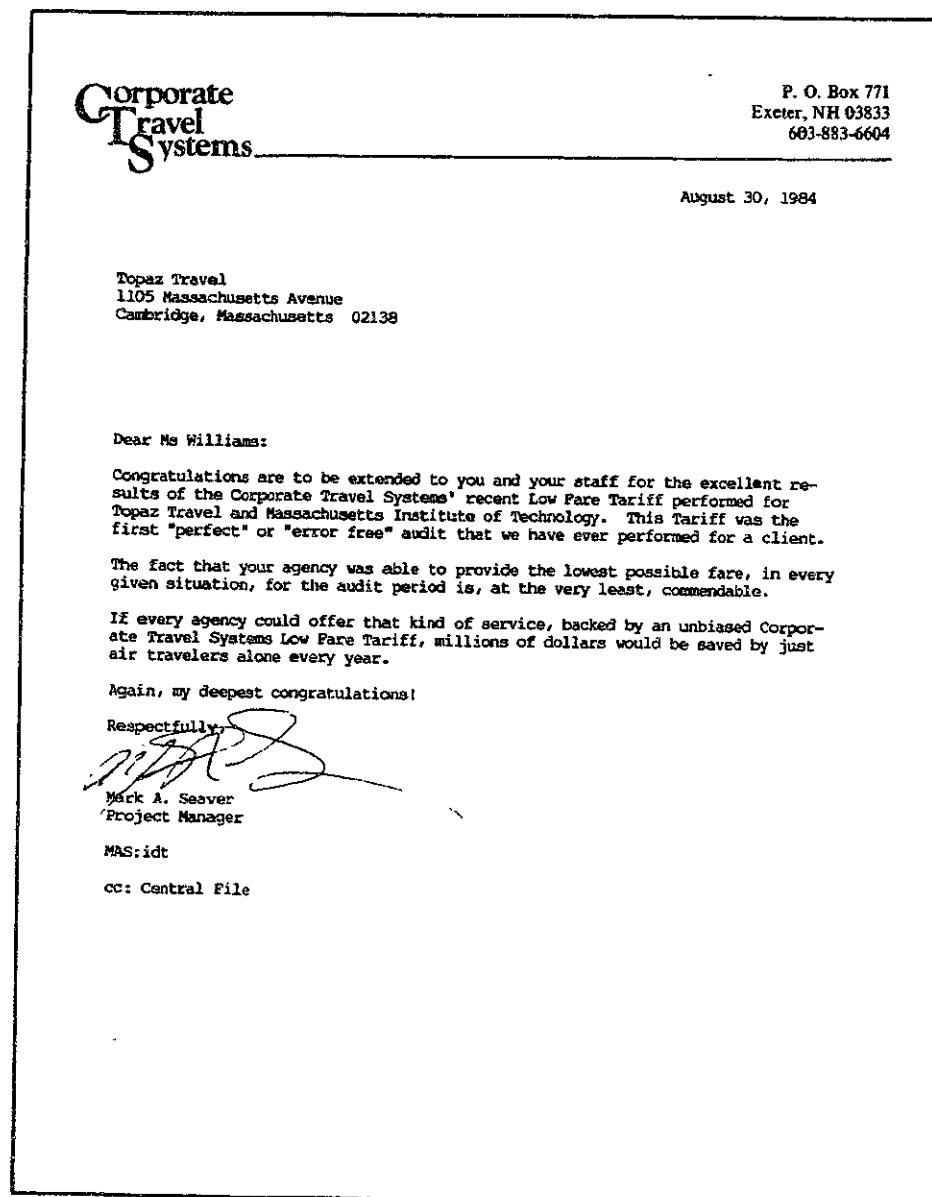 Corporate
Travel
Systems
P. O. Box 771
Exeter, NH 03833
603-883-6604
August 30, 1984
Topaz Travel
1105 Massachusetts Avenue
Cambridge, Massachusetts 02138
Dear Ms Williams:
Congratulations are to be extended to you and your staff for the excellent re-
sults of the Corporate Travel Systems' recent Low Fare Tariff performed for
Topaz Travel and Massachusetts Institute of Technology. This Tariff was the
first "perfect" or "error free" audit that we have ever performed for a client.
The fact that your agency was able to provide the lowest possible fare, in every
given situation, for the audit period is, at the very least, commendable.
If every agency could offer that kind of service, backed by an unbiased Corpor-
ate Travel Systems Low Fare Tariff, millions of dollars would be saved by just
air travelers alone every year.
Again, my deepest congratulations!
Respectfully,
Mark A. Seaver
Project Manager
MAS:idt
cc: Central File